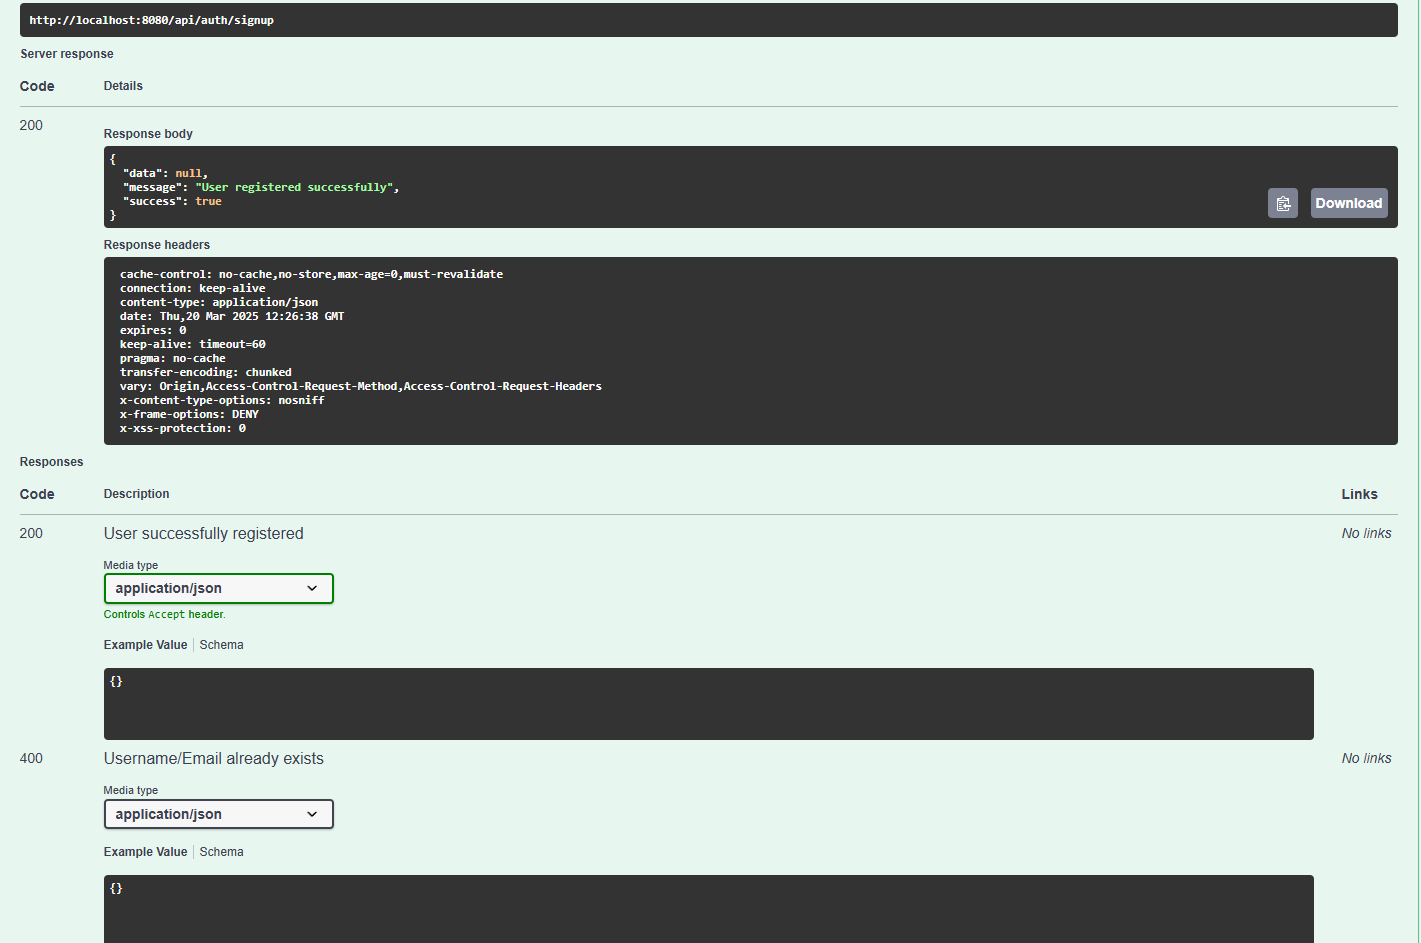 http://localhost:8080/api/auth/signup
Server response
Code Details
200
Response body
{
"data": null,
"message": "User registered successfully",
"success": true
}
Download
Response headers
cache-control: no-cache,no-store,max-age=0,must-revalidate
connection: keep-alive
content-type: application/json
date: Thu,20 Mar 2025 12:26:38 GMT
expires: 0
keep-alive: timeout=60
pragma: no-cache
transfer-encoding: chunked
vary: Origin,Access-Control-Request-Method,Access-Control-Request-Headers
x-content-type-options: nosniff
x-frame-options: DENY
x-xss-protection: 0
Responses
Code Description Links
200 User successfully registered No links
Media type
application/json
Controls Accept header.
Example Value Schema
{}
400 Username/Email already exists No links
Media type
application/json
Example Value Schema
{}